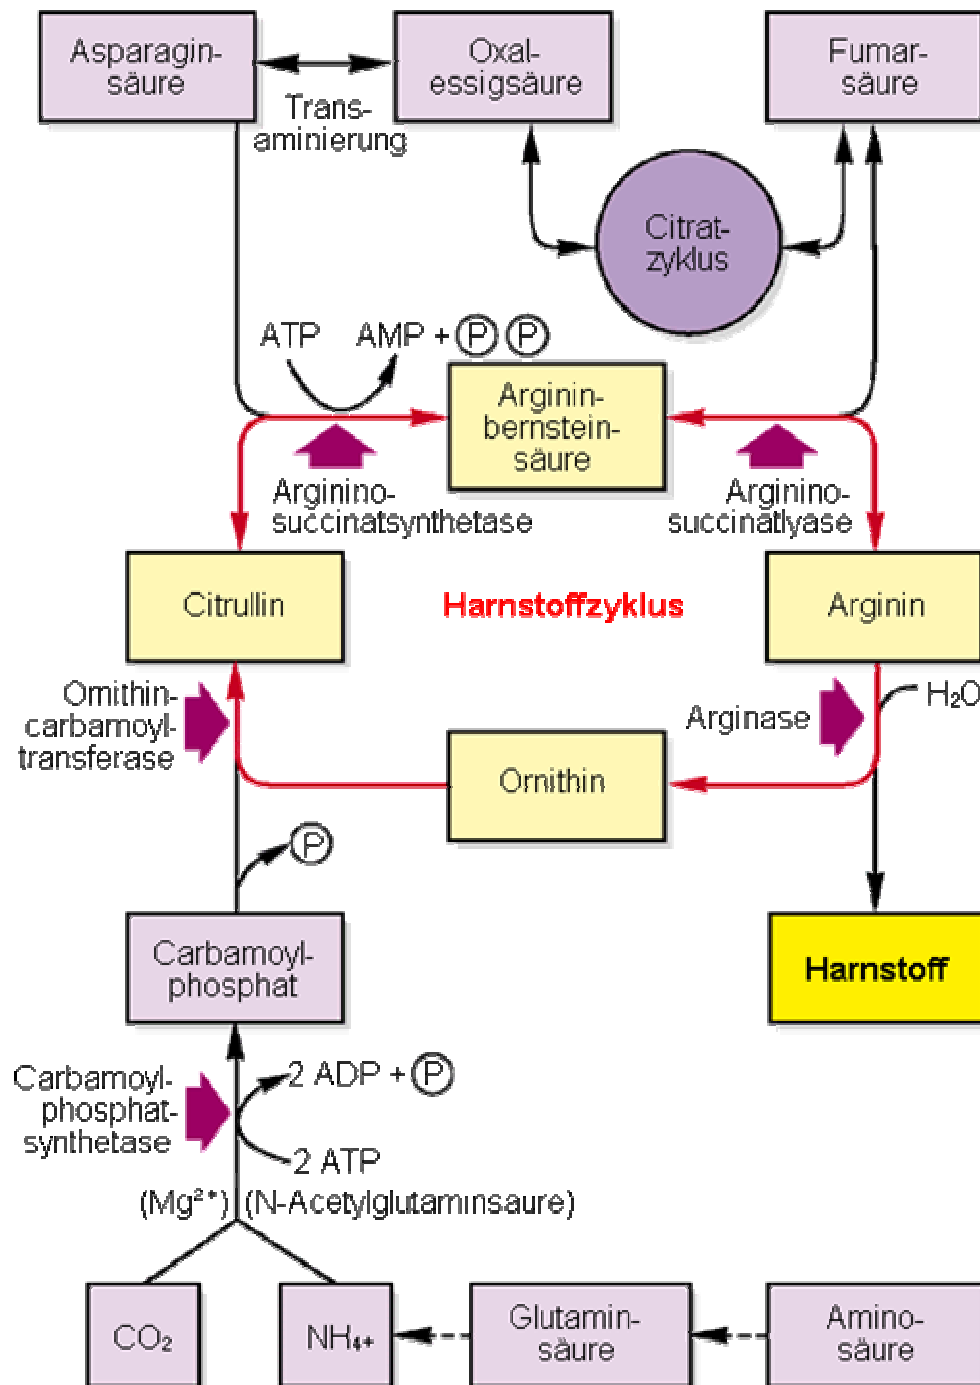 Asparagin-
säure
Oxal-
essigsäure
Fumar-
säure
Trans-
aminierung
Citrat-
zyklus
ATP
AMP + P P
Arginin-
bernstein-
säure
Arginino-
succinatsynthetase
Arginino-
succinatlyase
Citrullin
Harnstoffzyklus
Arginin
Ornithin-
carbamoyl-
transferase
Arginase
H₂O
Ornithin
P
Carbamoyl-
phosphat
Harnstoff
Carbamoyl-
phosphat-
synthetase
2 ADP + P
2 ATP
(Mg²⁺) (N-Acetylglutaminsäure)
CO₂
NH₄+
Glutamin-
säure
Amino-
säure